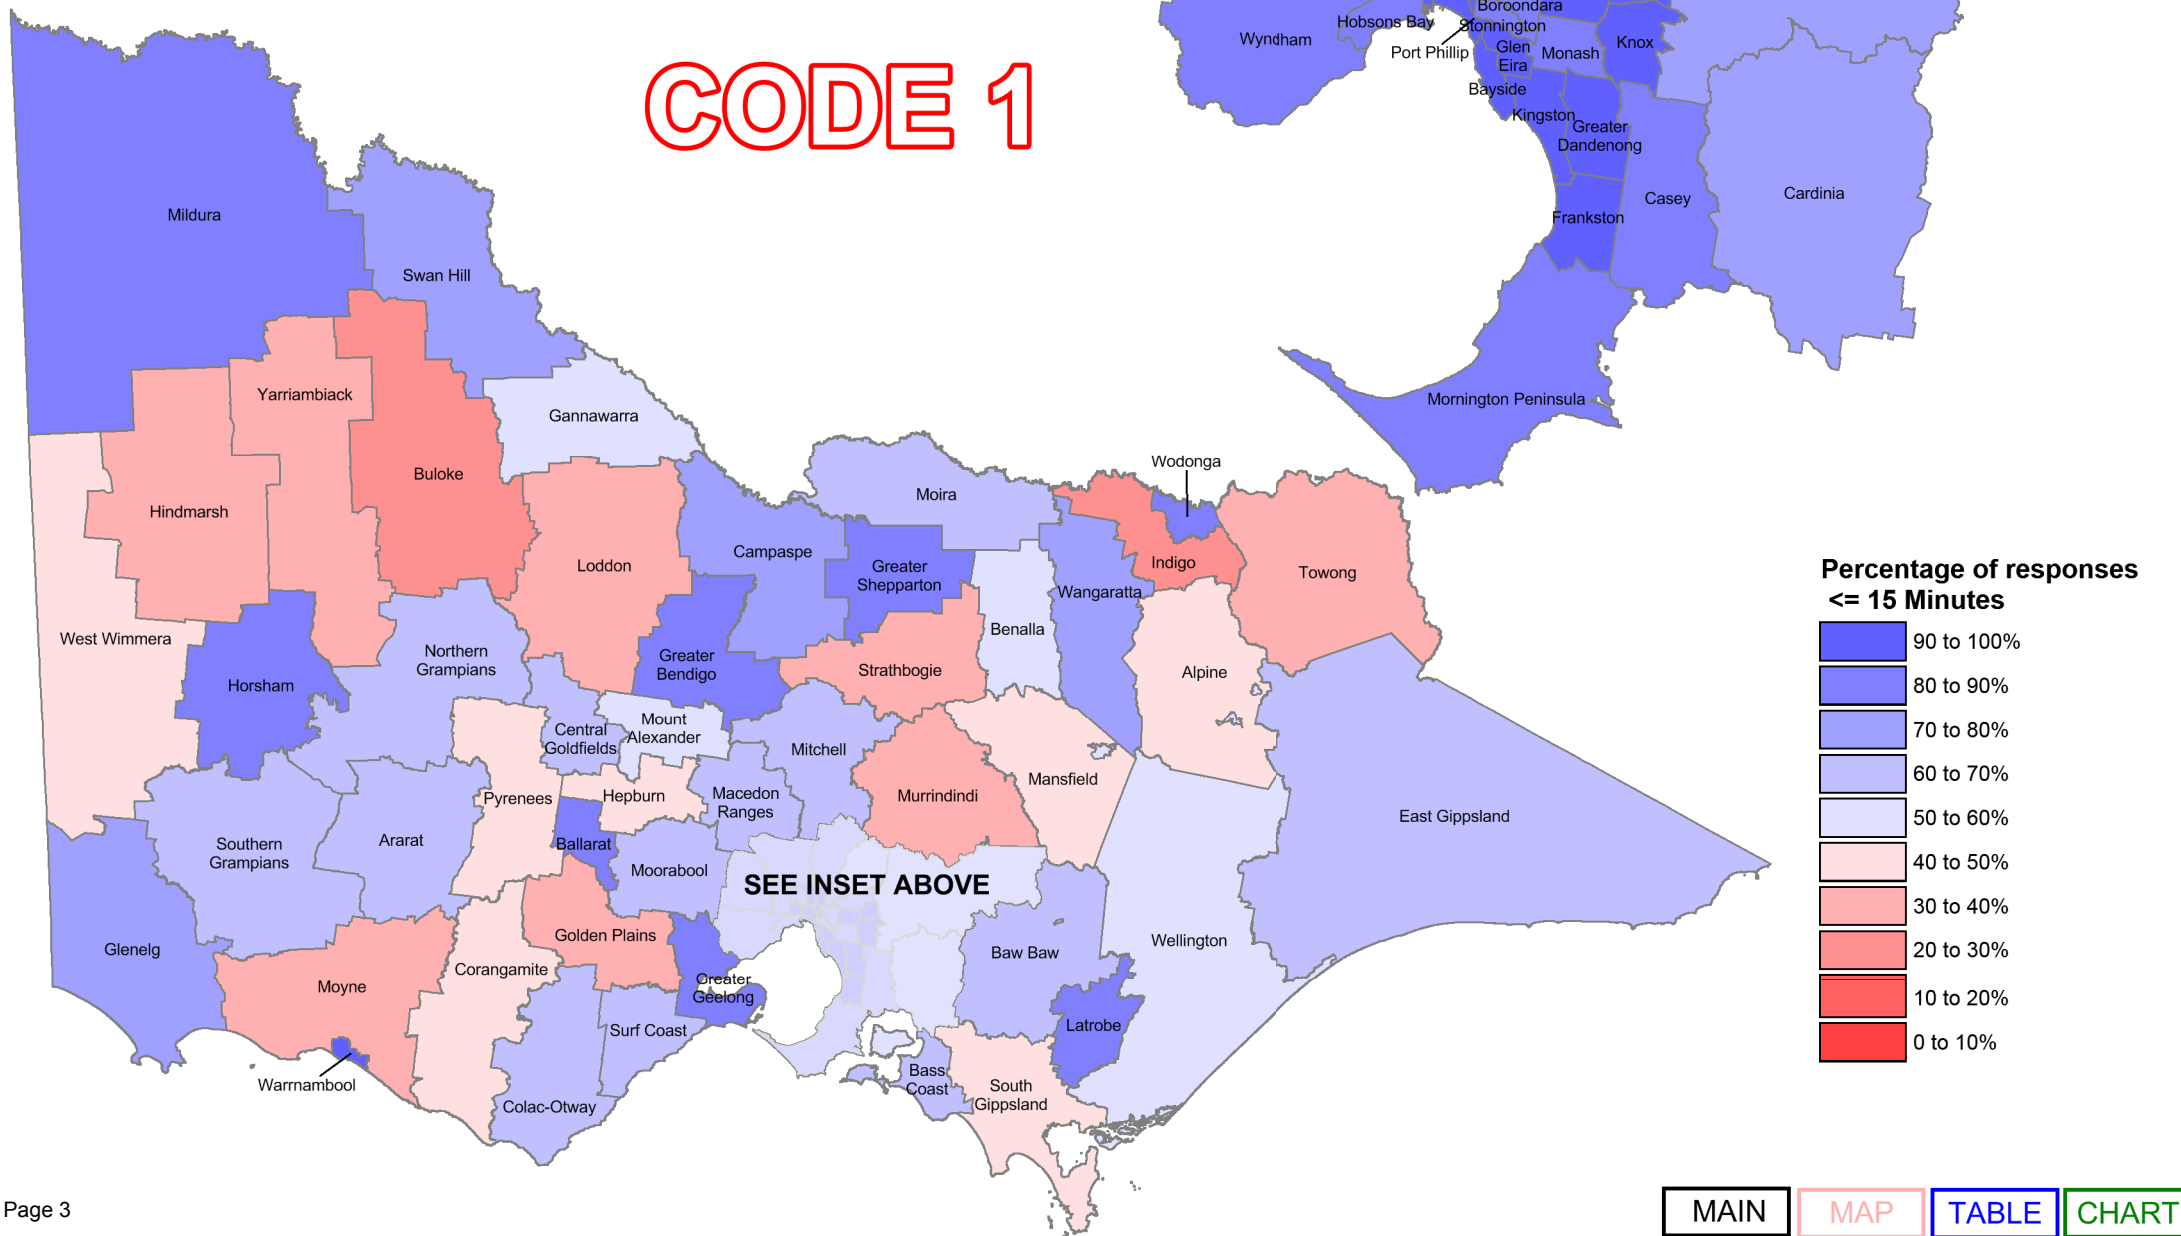 Boroondara
Hobsons Bay
Stonnington
Wyndham
Port Phillip
Glen
Eira
Monash
Knox
Bayside
Kingston
Greater
Dandenong
CODE 1
Cardinia
Casey
Frankston
Mildura
Swan Hill
Mornington Peninsula
Yarriambiack
Gannawarra
Buloke
Wodonga
Moira
Hindmarsh
Campaspe
Greater
Shepparton
Loddon
Indigo
Towong
Wangaratta
Benalla
West Wimmera
Northern
Grampians
Greater
Bendigo
Strathbogie
Alpine
Horsham
Mount
Alexander
Central
Goldfields
Mitchell
Mansfield
Pyrenees
Hepburn
Macedon
Ranges
Murrindindi
East Gippsland
Southern
Grampians
Ararat
Ballarat
Moorabool
SEE INSET ABOVE
Golden Plains
Wellington
Glenelg
Baw Baw
Corangamite
Moyne
Greater
Geelong
Surf Coast
Latrobe
Warrnambool
Bass
Coast
South
Gippsland
Colac-Otway
Percentage of responses
<= 15 Minutes
90 to 100%
80 to 90%
70 to 80%
60 to 70%
50 to 60%
40 to 50%
30 to 40%
20 to 30%
10 to 20%
0 to 10%
Page 3
MAIN
MAP
TABLE
CHART